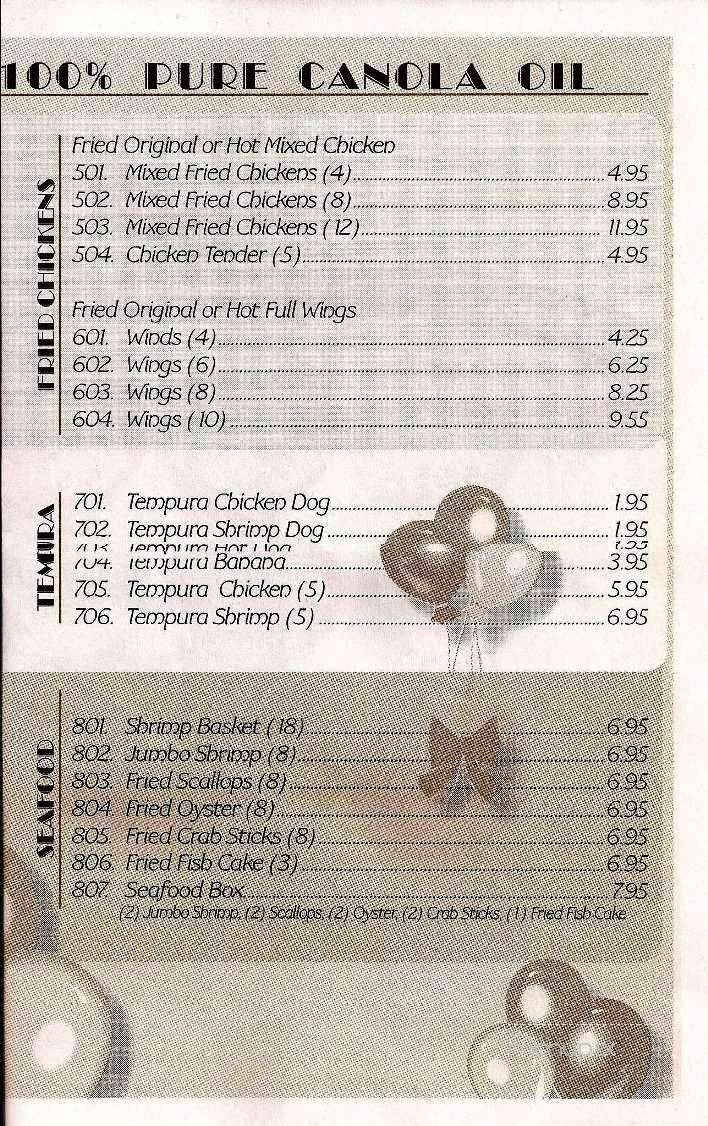 100% PURE CANOLA OIL
FRIED CHICKENS
Fried Original or Hot Mixed Chicken
501. Mixed Fried Chickens (4) 4.95
502. Mixed Fried Chickens (8) 8.95
503. Mixed Fried Chickens (12) 11.95
504. Chicken Tender (5) 4.95
Fried Original or Hot Full Wings
601. Winds (4) 4.25
602. Wings (6) 6.25
603. Wings (8) 8.25
604. Wings (10) 9.55
TEMURA
701. Tempura Chicken Dog 1.95
702. Tempura Shrimp Dog 1.95
703. Tempura Hot Dog
704. Tempura Banana 3.95
705. Tempura Chicken (5) 5.95
706. Tempura Shrimp (5) 6.95
SEAFOOD
801. Shrimp Basket (18) 6.95
802. Jumbo Shrimp (8) 6.95
803. Fried Scallops (8) 6.95
804. Fried Oyster (8) 6.95
805. Fried Crab Sticks (8) 6.95
806. Fried Fish Cake (3) 6.95
807. Seafood Box 7.95
(2) Jumbo Shrimp, (2) Scallops, (2) Oyster, (2) Crab Sticks, (1) Fried Fish Cake